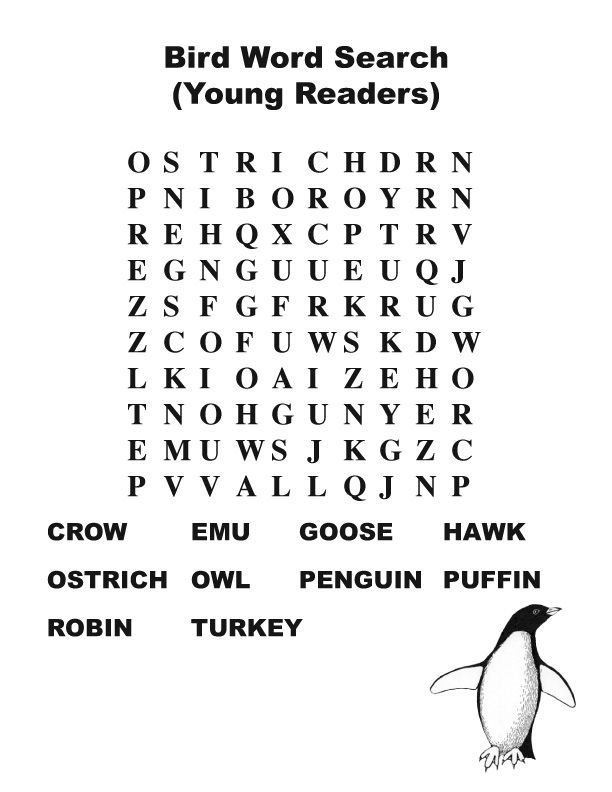 Bird Word Search
(Young Readers)
O S T R I C H D R N
P N I B O R O Y R N
R E H Q X C P T R V
E G N G U U E U Q J
Z S F G F R K R U G
Z C O F U W S K D W
L K I O A I Z E H O
T N O H G U N Y E R
E M U W S J K G Z C
P V V A L L Q J N P
CROW EMU GOOSE HAWK
OSTRICH OWL PENGUIN PUFFIN
ROBIN TURKEY